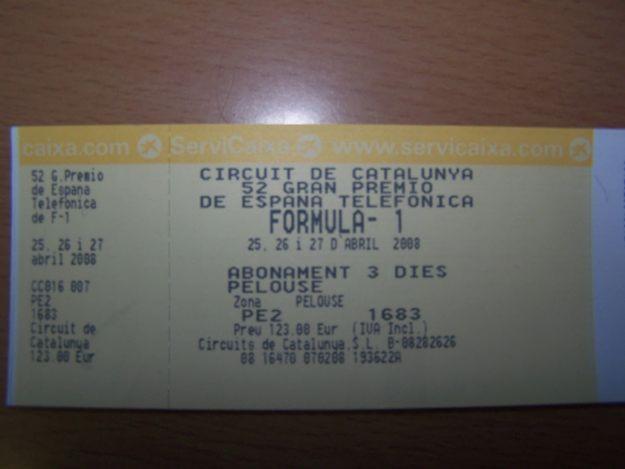 caixa.com ServiCaixa www.servicaixa.com
52 G.Premio
de Espana
Telefonica
de F-1
25, 26 i 27
abril 2008
CC016 007
PE2
1683
Circuit de
Catalunya
123.00 Eur
CIRCUIT DE CATALUNYA
52 GRAN PREMIO
DE ESPANA TELEFONICA
FORMULA- 1
25, 26 i 27 D'ABRIL 2008
ABONAMENT 3 DIES
PELOUSE
Zona PELOUSE
PE2 1683
Preu 123.00 Eur (IVA Incl.)
Circuits de Catalunya,S.L. B-08282626
08 16470 070206 193622A